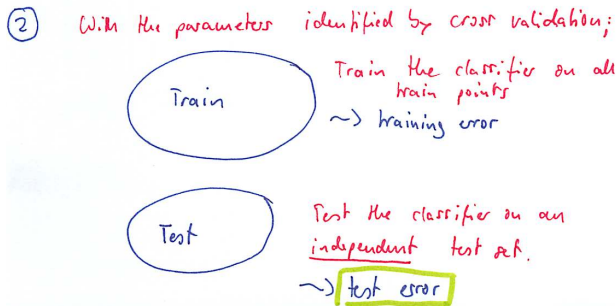 ② With the parameters identified by cross validation;
Train the classifier on all
train points
Train
~> training error
Test the classifier on an
independent test set.
Test
~> test error